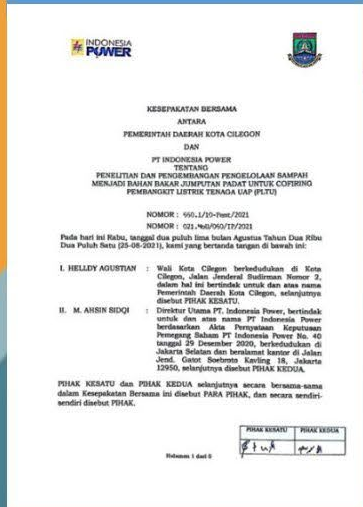 INDONESIA
POWER
KESEPAKATAN BERSAMA
ANTARA
PEMERINTAH DAERAH KOTA CILEGON
DAN
PT INDONESIA POWER
TENTANG
PENELITIAN DAN PENGEMBANGAN PENGELOLAAN SAMPAH
MENJADI BAHAN BAKAR JUMPUTAN PADAT UNTUK COFIRING
PEMBANGKIT LISTRIK TENAGA UAP (PLTU)
NOMOR : /2021
NOMOR : /2021
Pada hari ini Rabu, tanggal dua puluh lima bulan Agustus Tahun Dua Ribu
Dua Puluh Satu (25-08-2021), kami yang bertanda tangan di bawah ini:
I. HELLDY AGUSTIAN : Wali Kota Cilegon berkedudukan di Kota
Cilegon, Jalan Jenderal Sudirman Nomor 2,
dalam hal ini bertindak untuk dan atas nama
Pemerintah Daerah Kota Cilegon, selanjutnya
disebut PIHAK KESATU.
II. M. AHSIN SIDQI : Direktur Utama PT. Indonesia Power, bertindak
untuk dan atas nama PT Indonesia Power
berdasarkan Akta Pernyataan Keputusan
Pemegang Saham PT Indonesia Power No. 40
tanggal 29 Desember 2020, berkedudukan di
Jakarta Selatan dan beralamat kantor di Jalan
Jend. Gatot Soebroto Kavling 18, Jakarta
12950, selanjutnya disebut PIHAK KEDUA.
PIHAK KESATU dan PIHAK KEDUA selanjutnya secara bersama-sama
dalam Kesepakatan Bersama ini disebut PARA PIHAK, dan secara sendiri-
sendiri disebut PIHAK.
PIHAK KESATU PIHAK KEDUA
Halaman 1 dari